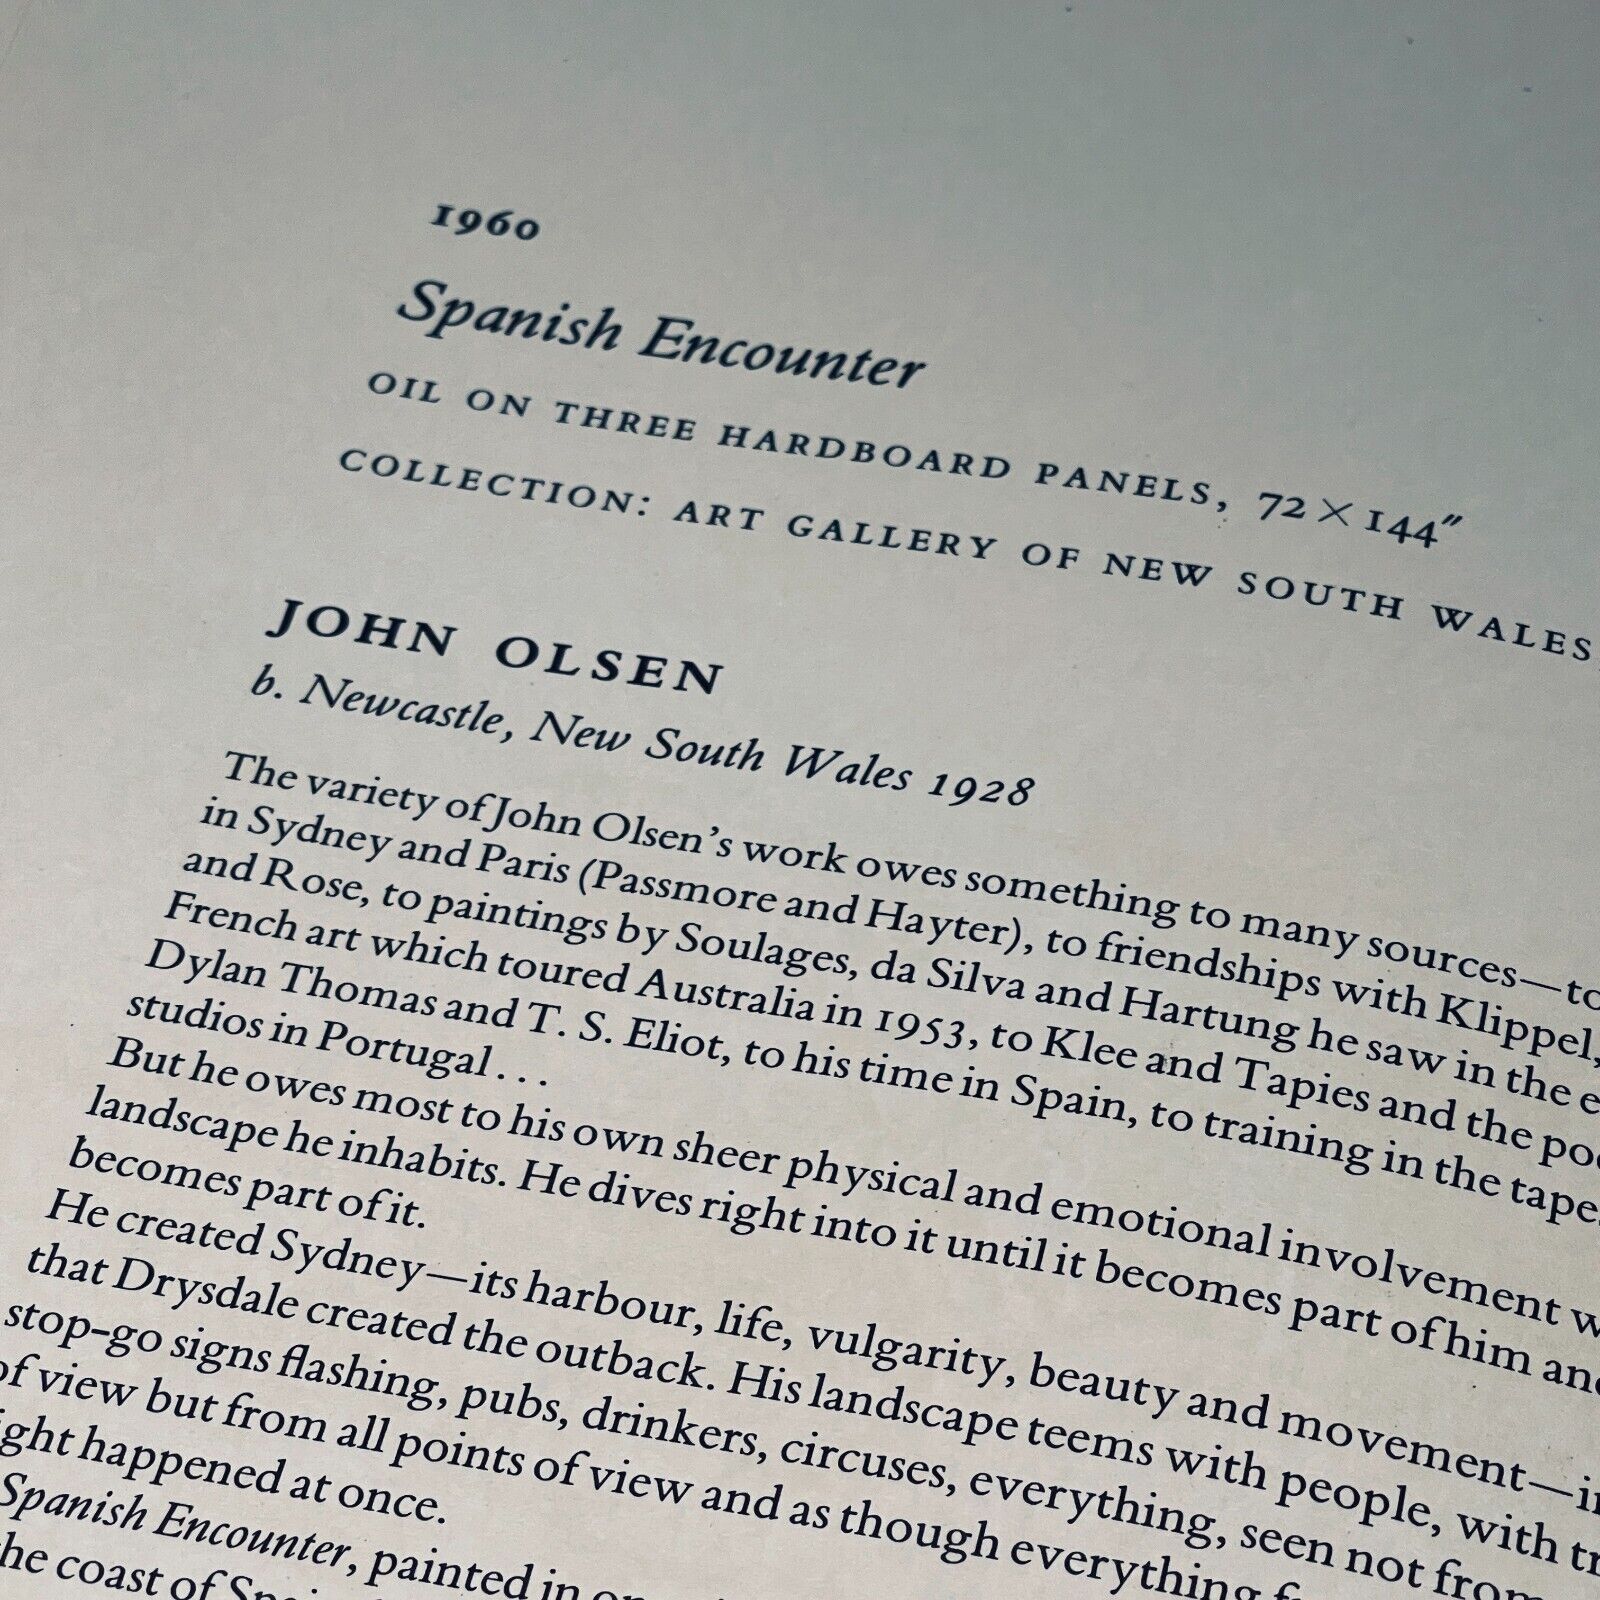 1960
Spanish Encounter
OIL ON THREE HARDBOARD PANELS, 72 × 144″
COLLECTION: ART GALLERY OF NEW SOUTH WALES
JOHN OLSEN
b. Newcastle, New South Wales 1928
The variety of John Olsen's work owes something to many sources—to
in Sydney and Paris (Passmore and Hayter), to friendships with Klippel,
and Rose, to paintings by Soulages, da Silva and Hartung he saw in the
French art which toured Australia in 1953, to Klee and Tapies and the
Dylan Thomas and T. S. Eliot, to his time in Spain, to training in the
studios in Portugal . . .
But he owes most to his own sheer physical and emotional involvement
landscape he inhabits. He dives right into it until it becomes part of him and
becomes part of it.
He created Sydney—its harbour, life, vulgarity, beauty and movement—
that Drysdale created the outback. His landscape teems with people, with
stop-go signs flashing, pubs, drinkers, circuses, everything, seen not from
of view but from all points of view and as though everything
happened at once.
Spanish Encounter, painted in
the coast of